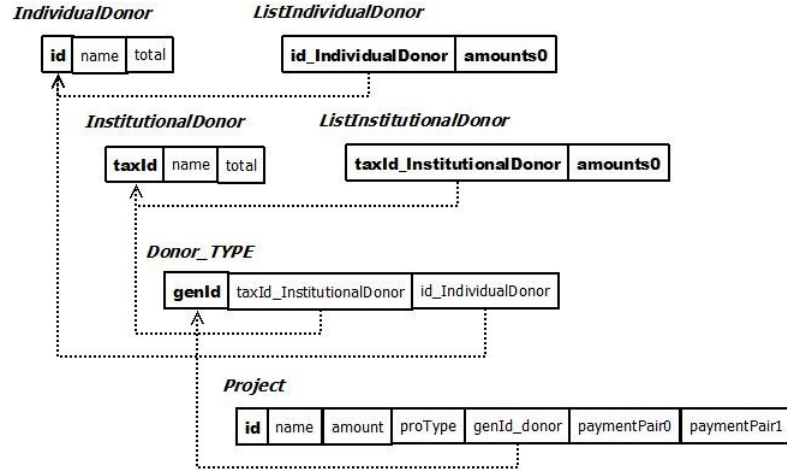 IndividualDonor ListIndividualDonor
id name total id_IndividualDonor amounts0
InstitutionalDonor ListInstitutionalDonor
taxId name total taxId_InstitutionalDonor amounts0
Donor_TYPE
genId taxId_InstitutionalDonor id_IndividualDonor
Project
id name amount proType genId_donor paymentPair0 paymentPair1